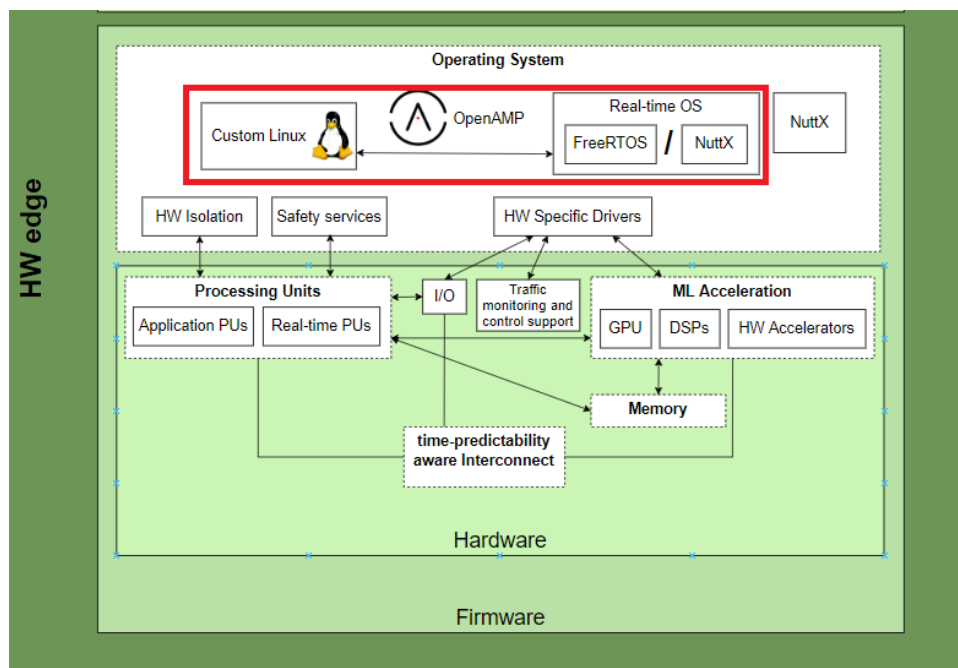 HW edge
Operating System
Custom Linux
OpenAMP
Real-time OS
FreeRTOS
/
NuttX
NuttX
HW Isolation
Safety services
HW Specific Drivers
Processing Units
Application PUs
Real-time PUs
I/O
Traffic
monitoring and
control support
ML Acceleration
GPU
DSPs
HW Accelerators
Memory
time-predictability
aware Interconnect
Hardware
Firmware